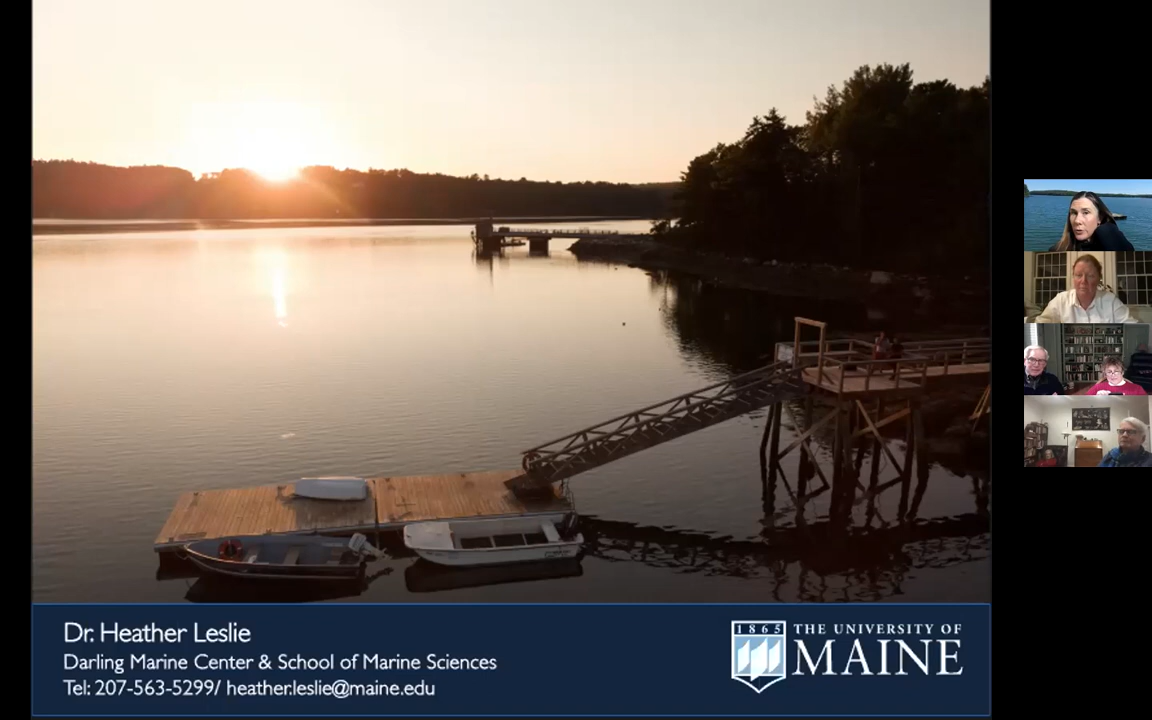 Dr. Heather Leslie
Darling Marine Center & School of Marine Sciences
Tel: 207-563-5299/ heather.leslie@maine.edu
1865
THE UNIVERSITY OF
MAINE